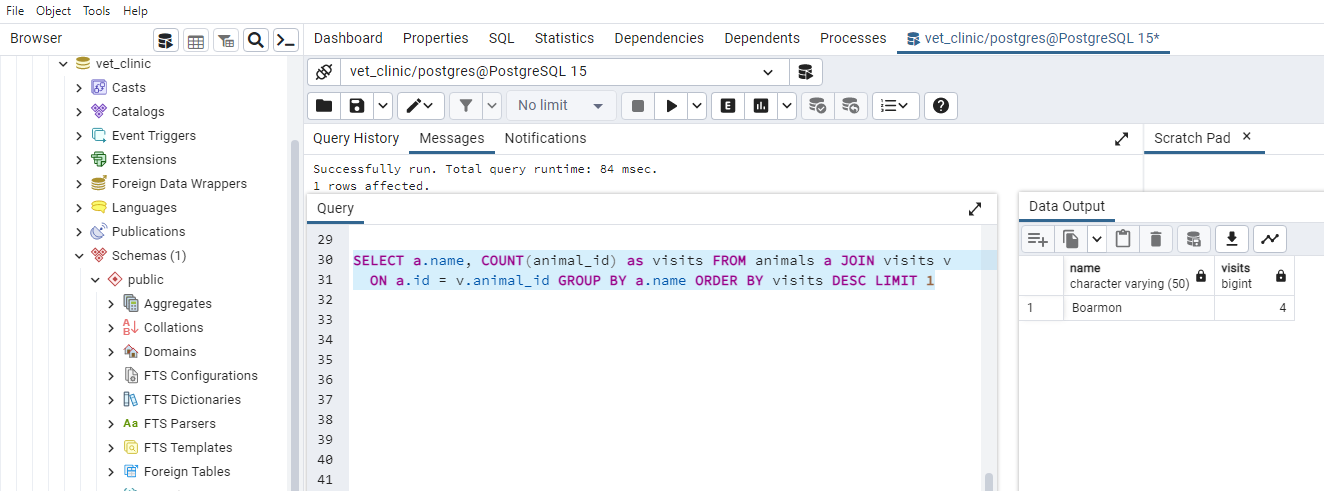 File Object Tools Help
Browser
Dashboard Properties SQL Statistics Dependencies Dependents Processes vet_clinic/postgres@PostgreSQL 15*
vet_clinic
Casts
Catalogs
Event Triggers
Extensions
Foreign Data Wrappers
Languages
Publications
Schemas (1)
public
Aggregates
Collations
Domains
FTS Configurations
FTS Dictionaries
Aa FTS Parsers
FTS Templates
Foreign Tables
vet_clinic/postgres@PostgreSQL 15
No limit
E
Query History Messages Notifications
Scratch Pad
Successfully run. Total query runtime: 84 msec.
1 rows affected.
Query
29
30 SELECT a.name, COUNT(animal_id) as visits FROM animals a JOIN visits v
31 ON a.id = v.animal_id GROUP BY a.name ORDER BY visits DESC LIMIT 1
32
33
34
35
36
37
38
39
40
41
Data Output
name visits
character varying (50) bigint
1 Boarmon 4